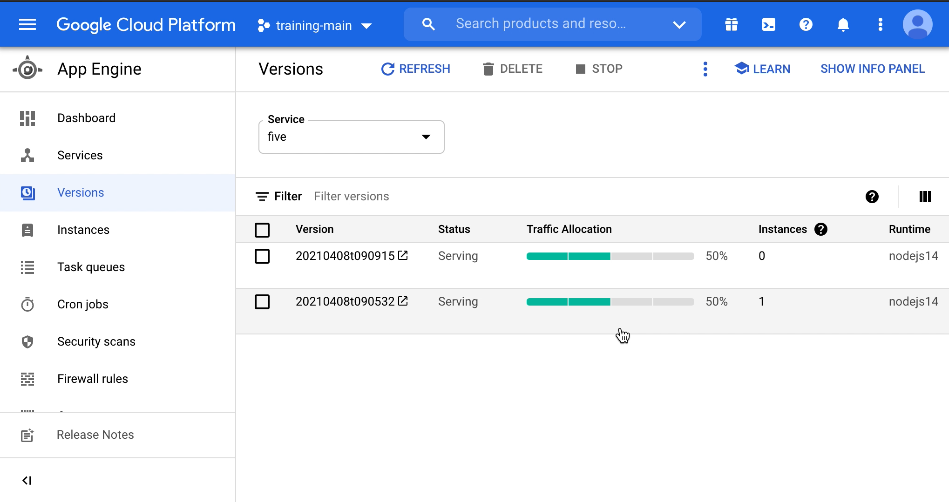 Google Cloud Platform training-main Search products and reso...
App Engine
Versions REFRESH DELETE STOP LEARN SHOW INFO PANEL
Dashboard
Services
Versions
Instances
Task queues
Cron jobs
Security scans
Firewall rules
Release Notes
Service
five
Filter Filter versions
Version Status Traffic Allocation Instances Runtime
20210408t090915 Serving 50% 0 nodejs14
20210408t090532 Serving 50% 1 nodejs14